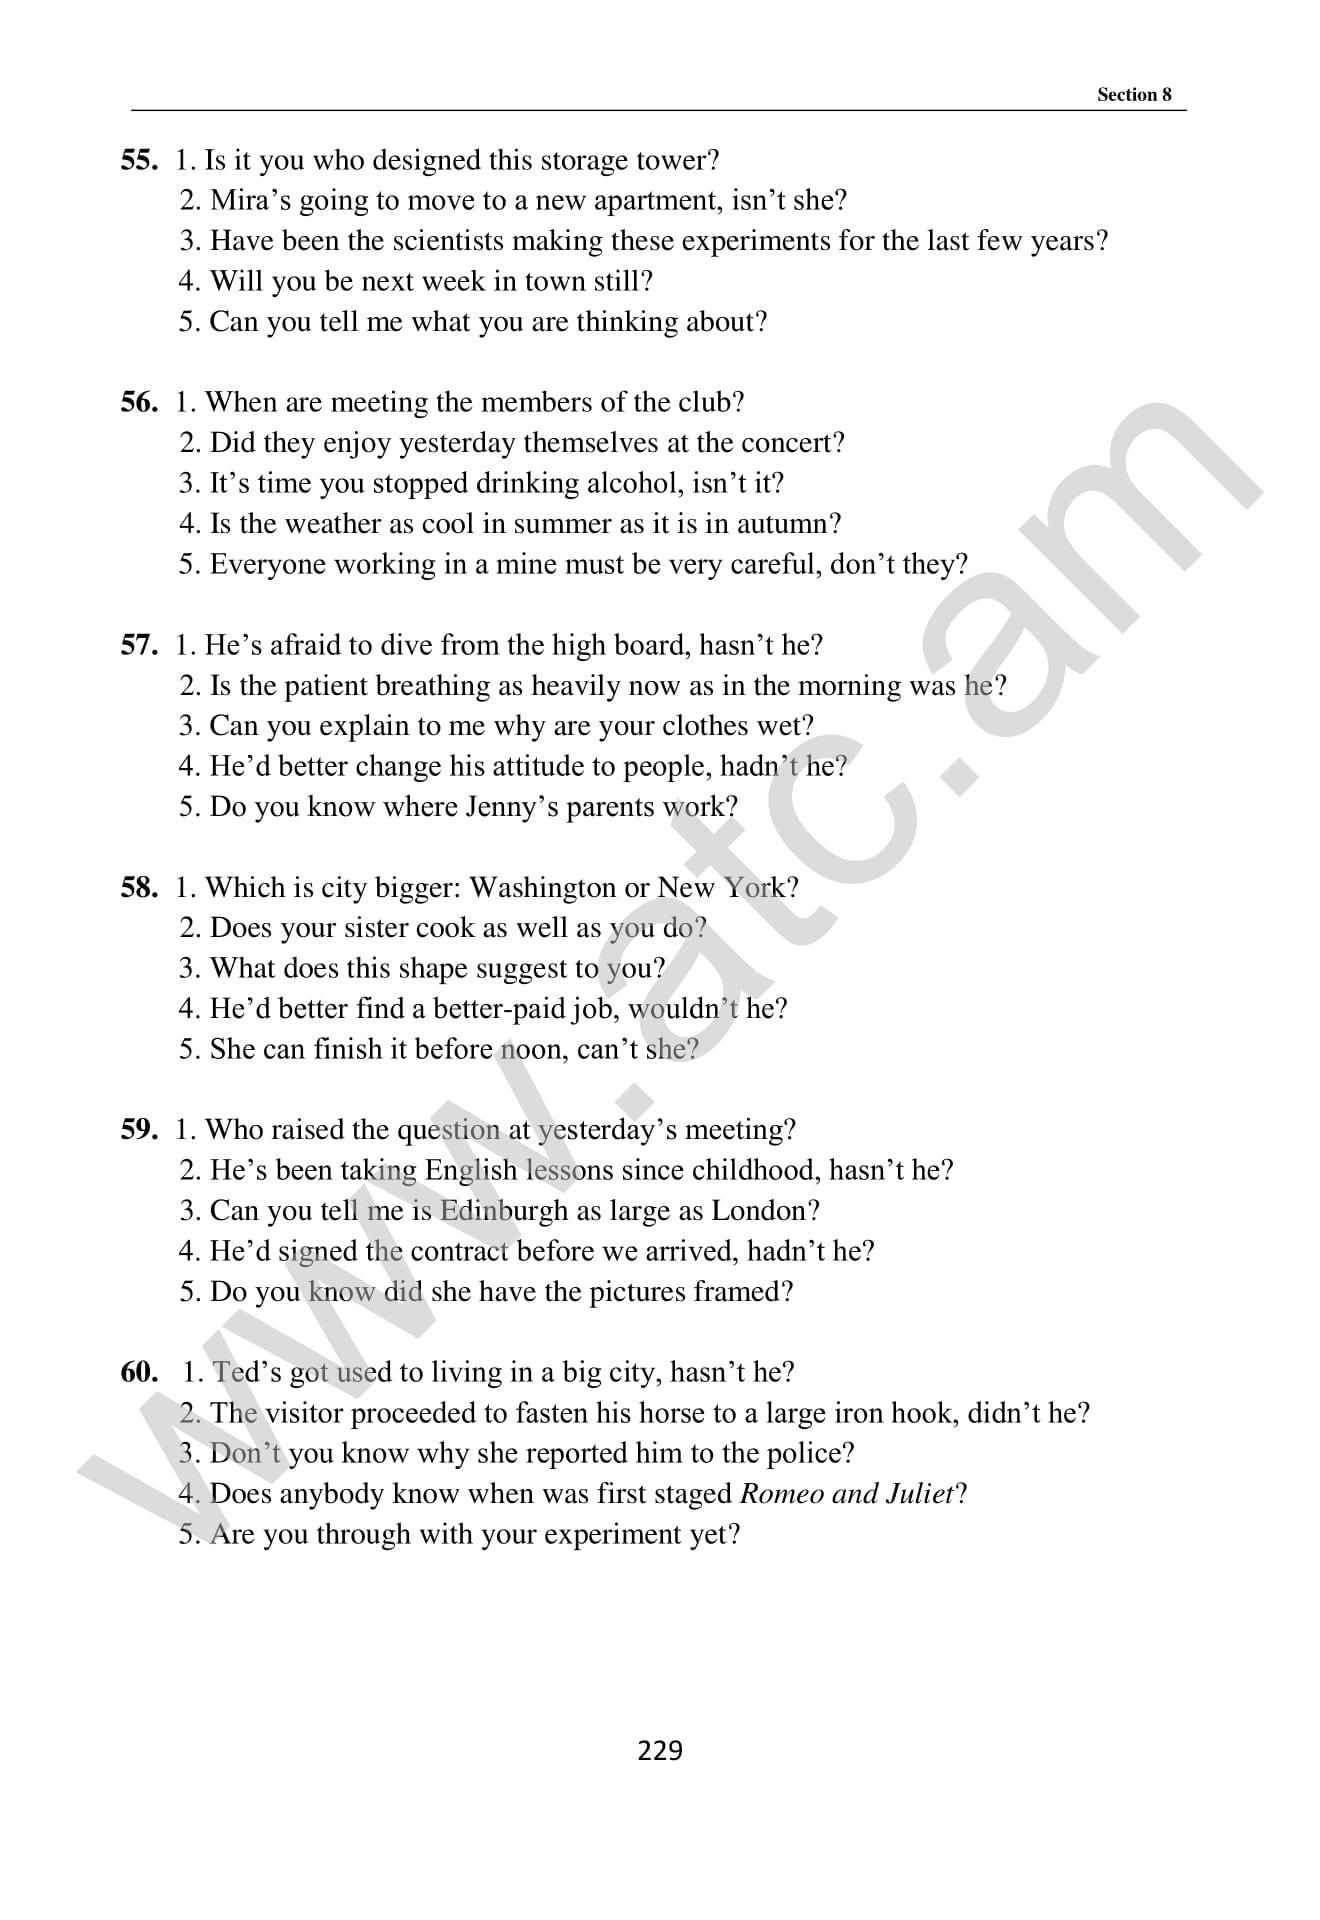 Section 8
55. 1. Is it you who designed this storage tower?
2. Mira’s going to move to a new apartment, isn’t she?
3. Have been the scientists making these experiments for the last few years?
4. Will you be next week in town still?
5. Can you tell me what you are thinking about?
56. 1. When are meeting the members of the club?
2. Did they enjoy yesterday themselves at the concert?
3. It’s time you stopped drinking alcohol, isn’t it?
4. Is the weather as cool in summer as it is in autumn?
5. Everyone working in a mine must be very careful, don’t they?
57. 1. He’s afraid to dive from the high board, hasn’t he?
2. Is the patient breathing as heavily now as in the morning was he?
3. Can you explain to me why are your clothes wet?
4. He’d better change his attitude to people, hadn’t he?
5. Do you know where Jenny’s parents work?
58. 1. Which is city bigger: Washington or New York?
2. Does your sister cook as well as you do?
3. What does this shape suggest to you?
4. He’d better find a better-paid job, wouldn’t he?
5. She can finish it before noon, can’t she?
59. 1. Who raised the question at yesterday’s meeting?
2. He’s been taking English lessons since childhood, hasn’t he?
3. Can you tell me is Edinburgh as large as London?
4. He’d signed the contract before we arrived, hadn’t he?
5. Do you know did she have the pictures framed?
60. 1. Ted’s got used to living in a big city, hasn’t he?
2. The visitor proceeded to fasten his horse to a large iron hook, didn’t he?
3. Don’t you know why she reported him to the police?
4. Does anybody know when was first staged Romeo and Juliet?
5. Are you through with your experiment yet?
229
www.atc.am